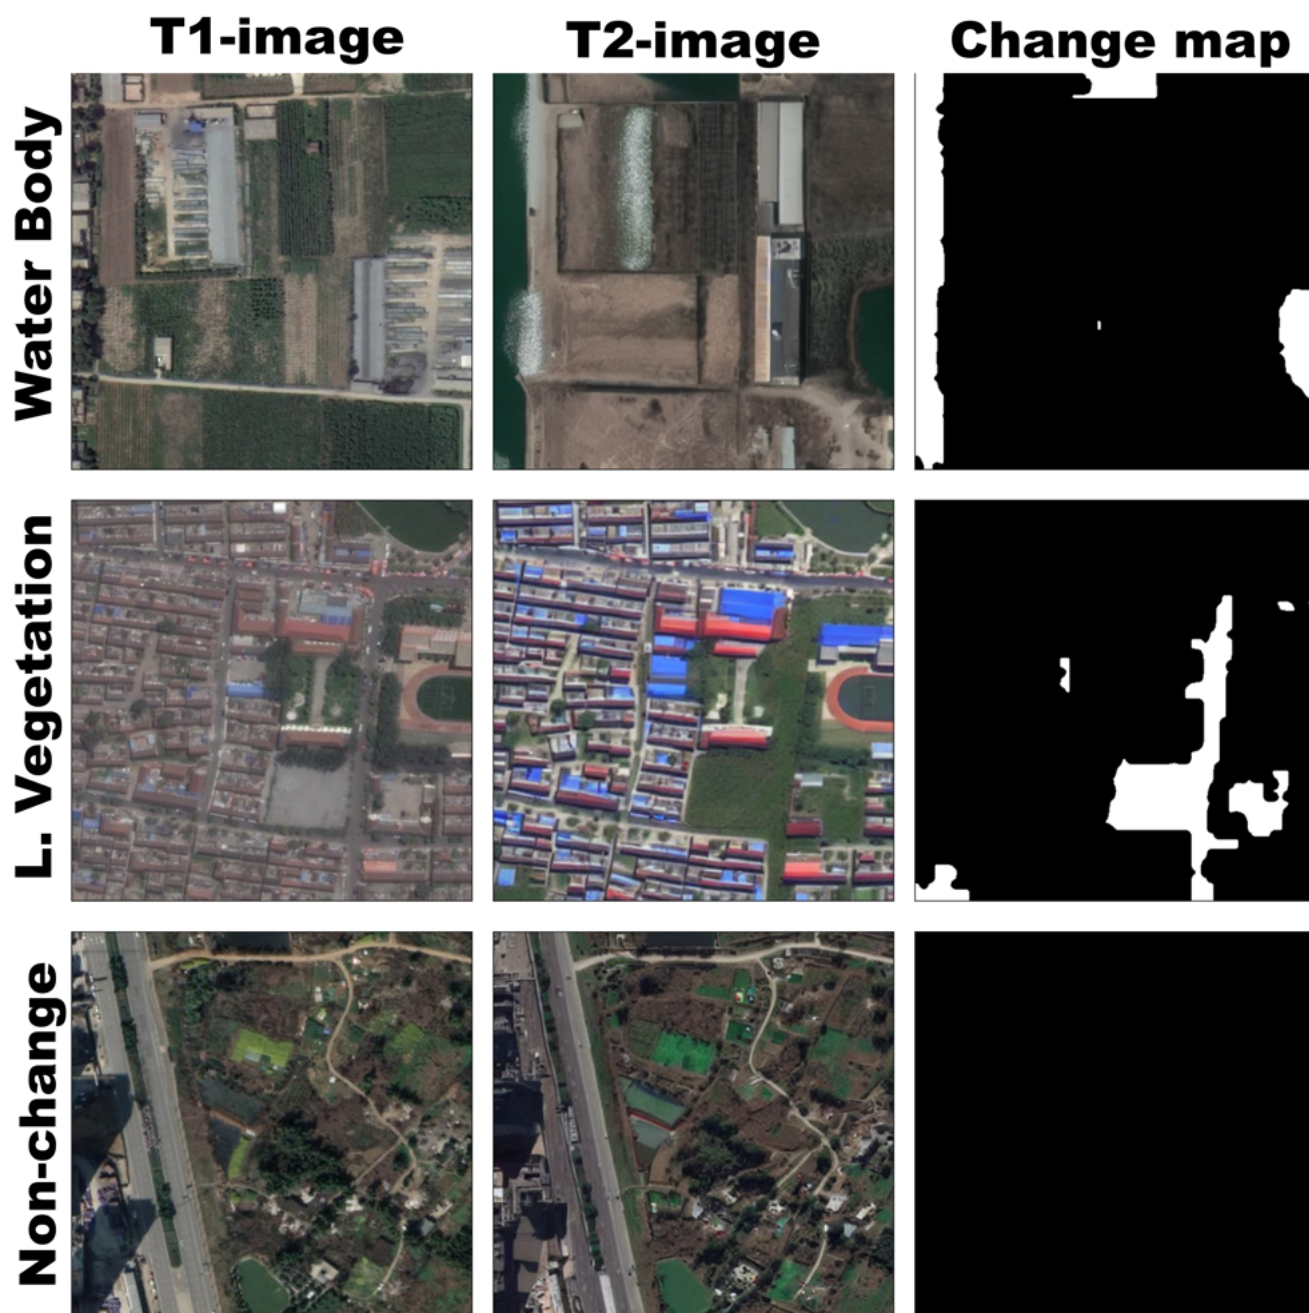 T1-image
T2-image
Change map
Water Body
L. Vegetation
Non-change